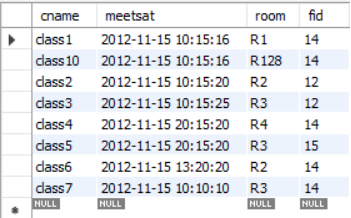 cname meetsat room fid
class1 2012-11-15 10:15:16 R1 14
class10 2012-11-15 10:15:16 R128 14
class2 2012-11-15 10:15:20 R2 12
class3 2012-11-15 10:15:25 R3 12
class4 2012-11-15 20:15:20 R4 14
class5 2012-11-15 20:15:20 R3 15
class6 2012-11-15 13:20:20 R2 14
class7 2012-11-15 10:10:10 R3 14
NULL NULL NULL NULL